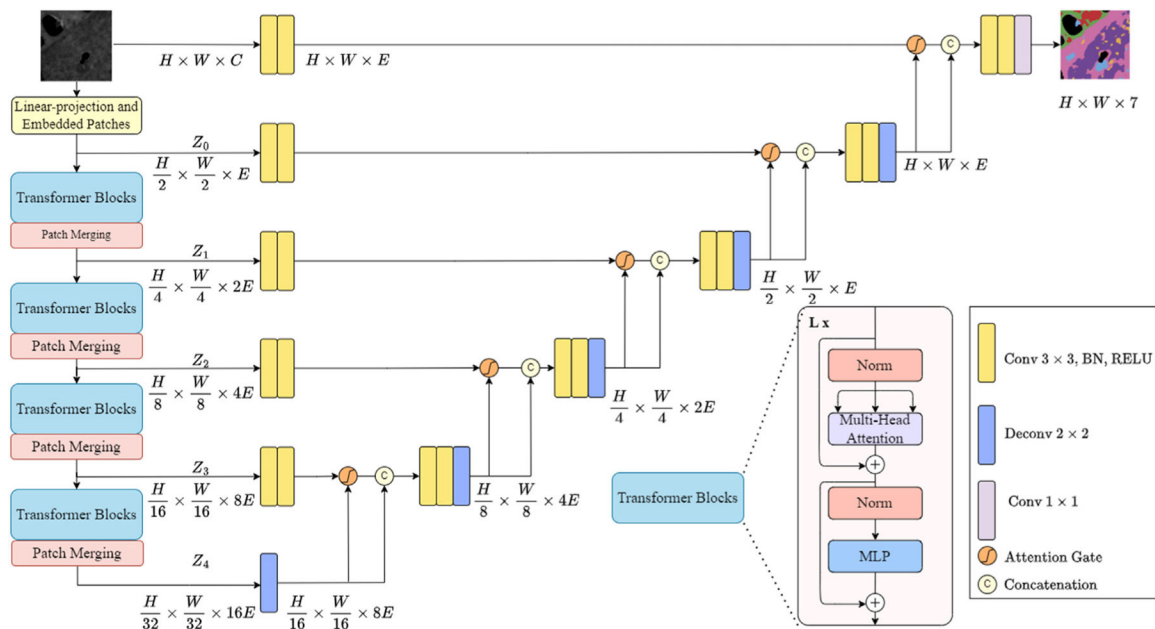 H × W × C
H × W × E
H × W × 7
C
Linear-projection and
Embedded Patches
Z₀
H/2 × W/2 × E
C
H × W × E
Transformer Blocks
Patch Merging
Z₁
H/4 × W/4 × 2E
C
H/2 × W/2 × E
Transformer Blocks
Patch Merging
Z₂
H/8 × W/8 × 4E
C
H/4 × W/4 × 2E
Transformer Blocks
Patch Merging
Z₃
H/16 × W/16 × 8E
C
H/8 × W/8 × 4E
Transformer Blocks
Patch Merging
Z₄
H/32 × W/32 × 16E
H/16 × W/16 × 8E
Transformer Blocks
L x
Norm
Multi-Head
Attention
+
Norm
MLP
+
Conv 3 × 3, BN, RELU
Deconv 2 × 2
Conv 1 × 1
Attention Gate
C
Concatenation